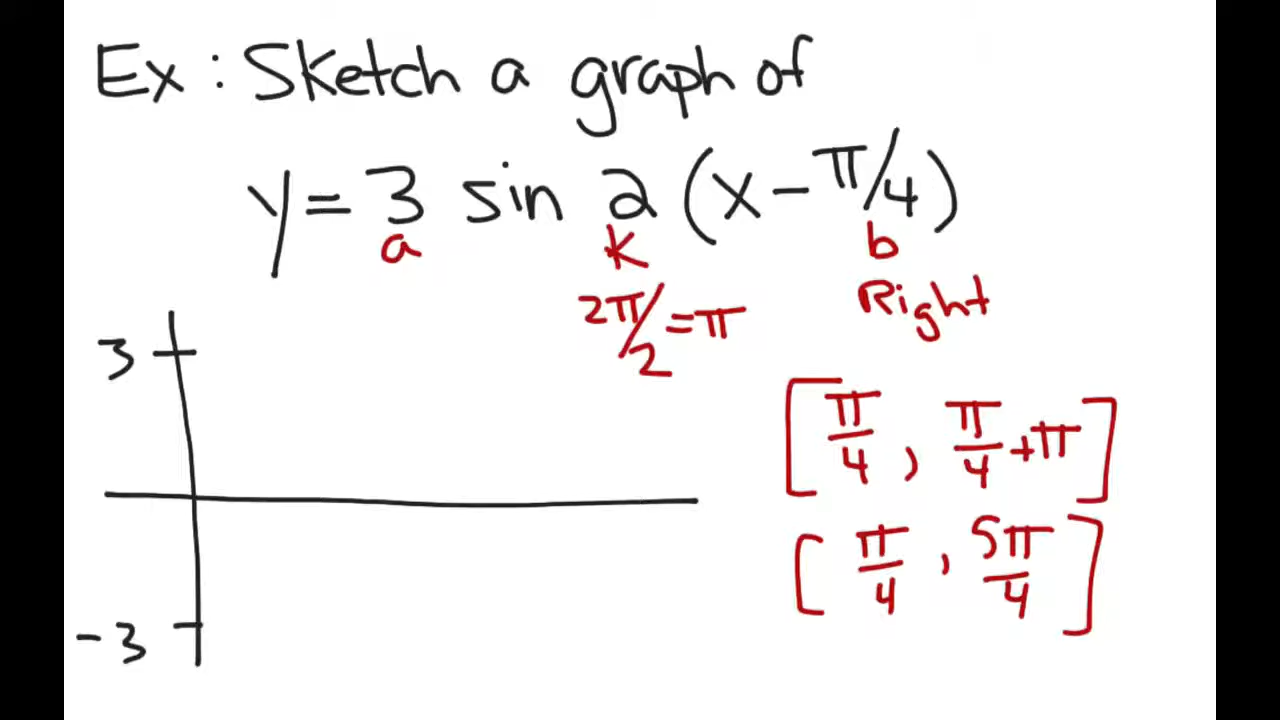 Ex: Sketch a graph of
y = 3 sin 2 (x - π/4)
a k b
2π/2 = π
Right
3
[π/4, π/4 + π]
[π/4, 5π/4]
-3